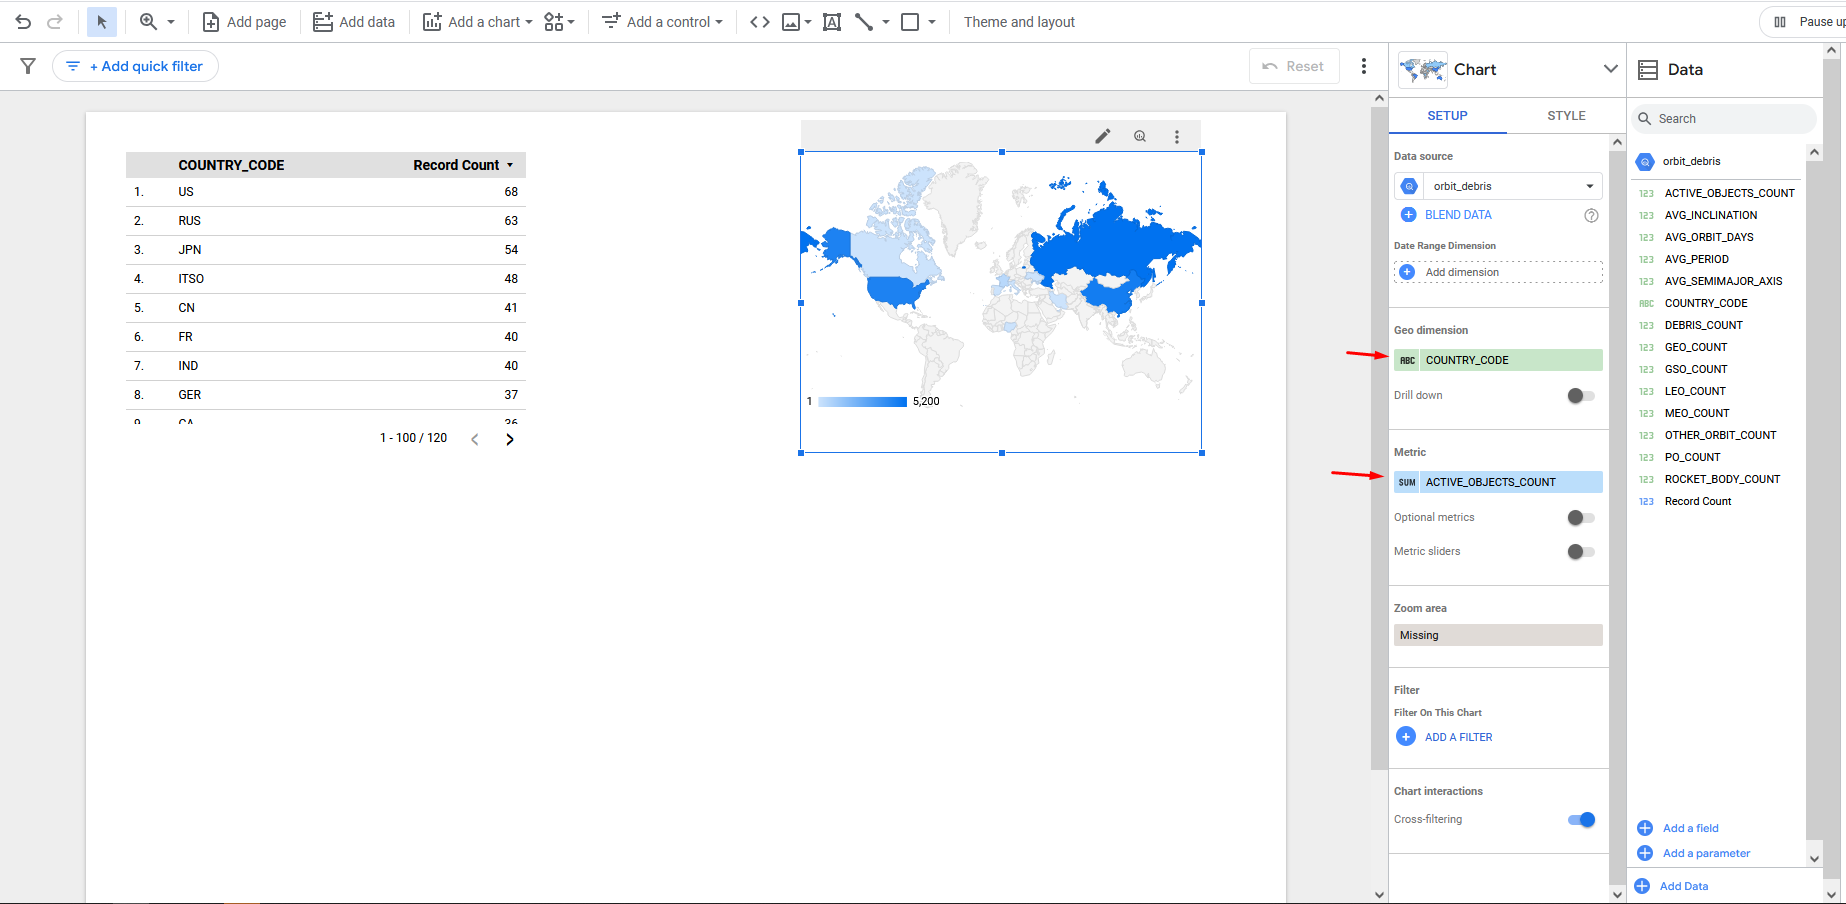 Add page
Add data
Add a chart
Add a control
A
Theme and layout
Pause up
+ Add quick filter
Reset
COUNTRY_CODE Record Count
1. US 68
2. RUS 63
3. JPN 54
4. ITSO 48
5. CN 41
6. FR 40
7. IND 40
8. GER 37
9. CA 36
1 - 100 / 120
1 5,200
Chart
SETUP STYLE
Data source
orbit_debris
BLEND DATA
Date Range Dimension
Add dimension
Geo dimension
ABC COUNTRY_CODE
Drill down
Metric
SUM ACTIVE_OBJECTS_COUNT
Optional metrics
Metric sliders
Zoom area
Missing
Filter
Filter On This Chart
ADD A FILTER
Chart interactions
Cross-filtering
Data
Search
orbit_debris
123 ACTIVE_OBJECTS_COUNT
123 AVG_INCLINATION
123 AVG_ORBIT_DAYS
123 AVG_PERIOD
123 AVG_SEMIMAJOR_AXIS
ABC COUNTRY_CODE
123 DEBRIS_COUNT
123 GEO_COUNT
123 GSO_COUNT
123 LEO_COUNT
123 MEO_COUNT
123 OTHER_ORBIT_COUNT
123 PO_COUNT
123 ROCKET_BODY_COUNT
123 Record Count
Add a field
Add a parameter
Add Data